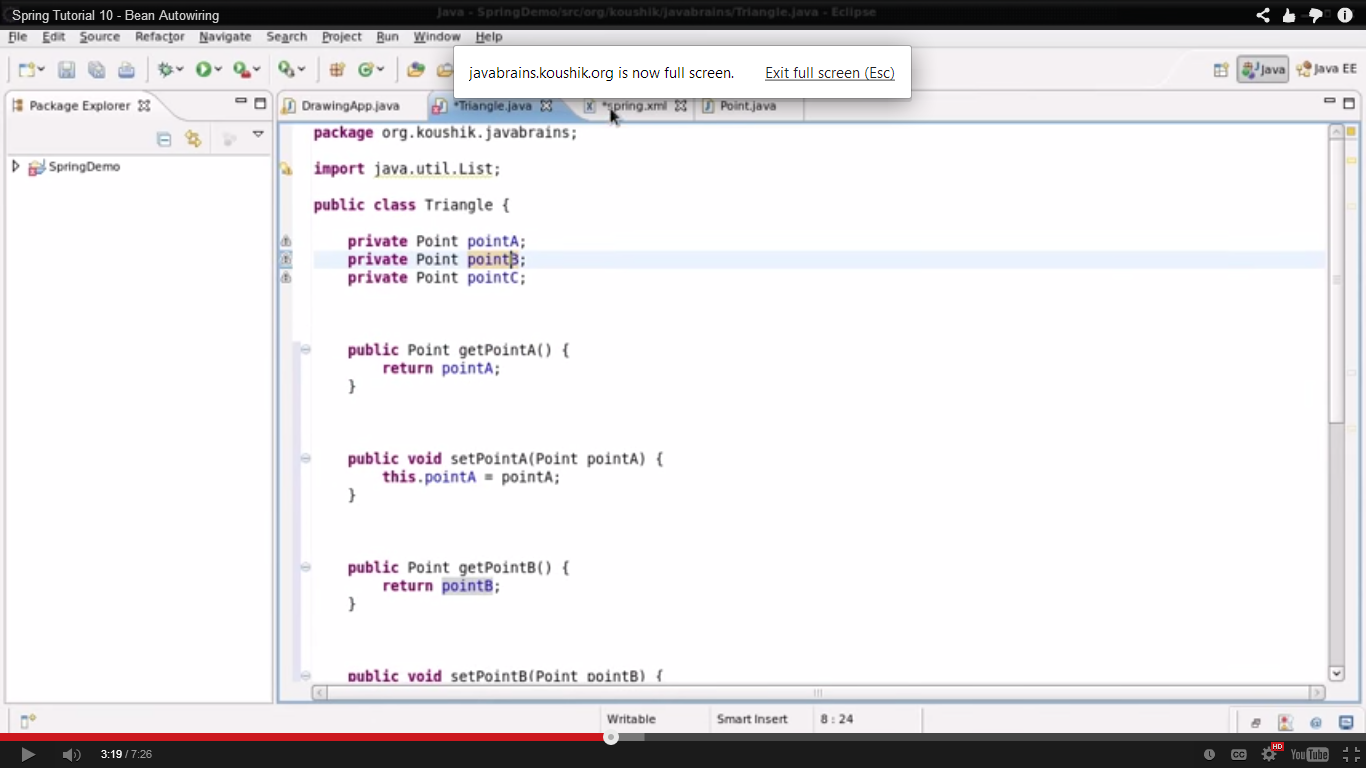 Spring Tutorial 10 - Bean Autowiring
Java - SpringDemo/src/org/koushik/javabrains/Triangle.java - Eclipse
File Edit Source Refactor Navigate Search Project Run Window Help
javabrains.koushik.org is now full screen. Exit full screen (Esc)
Java Java EE
Package Explorer
DrawingApp.java *Triangle.java *spring.xml Point.java
SpringDemo
package org.koushik.javabrains;
import java.util.List;
public class Triangle {
private Point pointA;
private Point pointB;
private Point pointC;
public Point getPointA() {
return pointA;
}
public void setPointA(Point pointA) {
this.pointA = pointA;
}
public Point getPointB() {
return pointB;
}
public void setPointB(Point pointB) {
Writable Smart Insert 8 : 24
3:19 / 7:26
CC HD YouTube